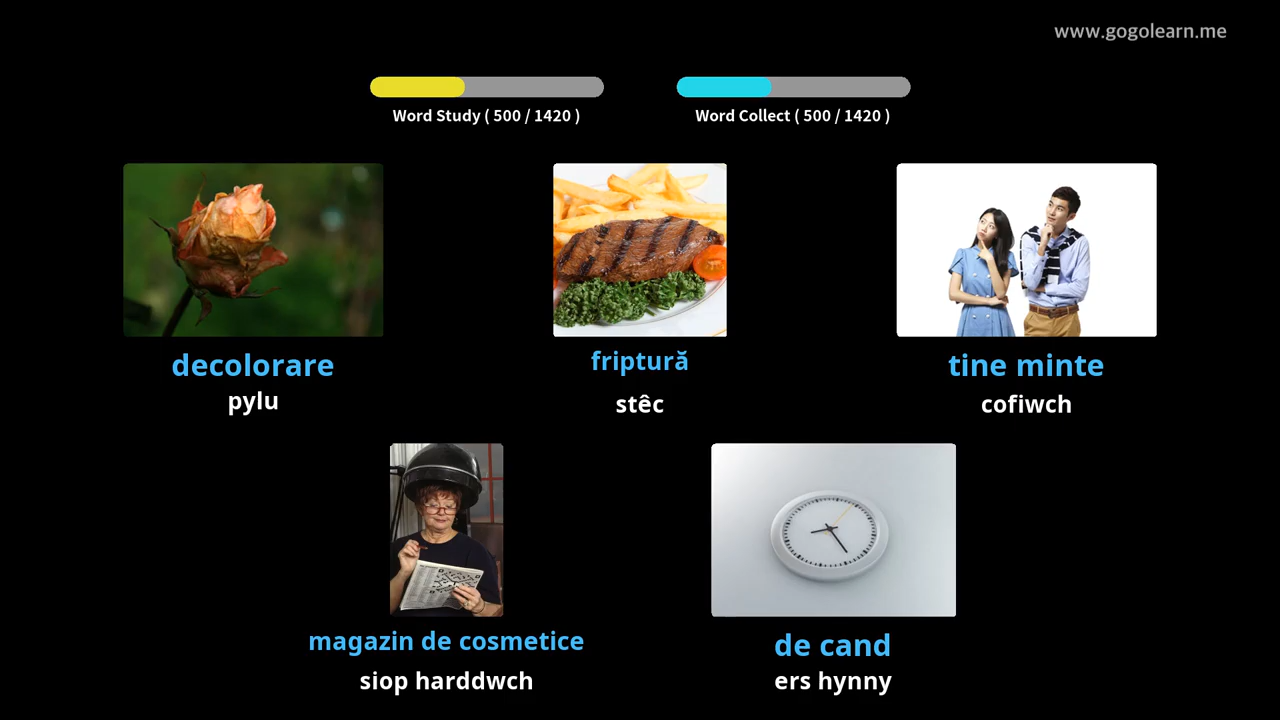 www.gogolearn.me
Word Study ( 500 / 1420 )
Word Collect ( 500 / 1420 )
decolorare
pylu
friptură
stêc
tine minte
cofiwch
magazin de cosmetice
siop harddwch
de cand
ers hynny